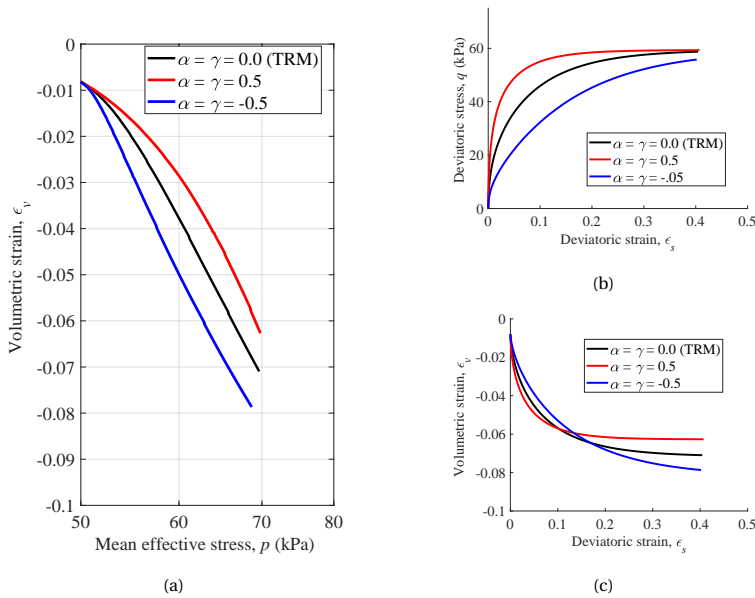 0
-0.01
-0.02
-0.03
-0.04
-0.05
-0.06
-0.07
-0.08
-0.09
-0.1
50
60
70
80
Volumetric strain, ϵv
Mean effective stress, p (kPa)
α = γ = 0.0 (TRM)
α = γ = 0.5
α = γ = -0.5
(a)
60
40
20
0
0
0.1
0.2
0.3
0.4
0.5
Deviatoric stress, q (kPa)
Deviatoric strain, ϵs
α = γ = 0.0 (TRM)
α = γ = 0.5
α = γ = -.05
(b)
0
-0.02
-0.04
-0.06
-0.08
-0.1
0
0.1
0.2
0.3
0.4
0.5
Volumetric strain, ϵv
Deviatoric strain, ϵs
α = γ = 0.0 (TRM)
α = γ = 0.5
α = γ = -0.5
(c)